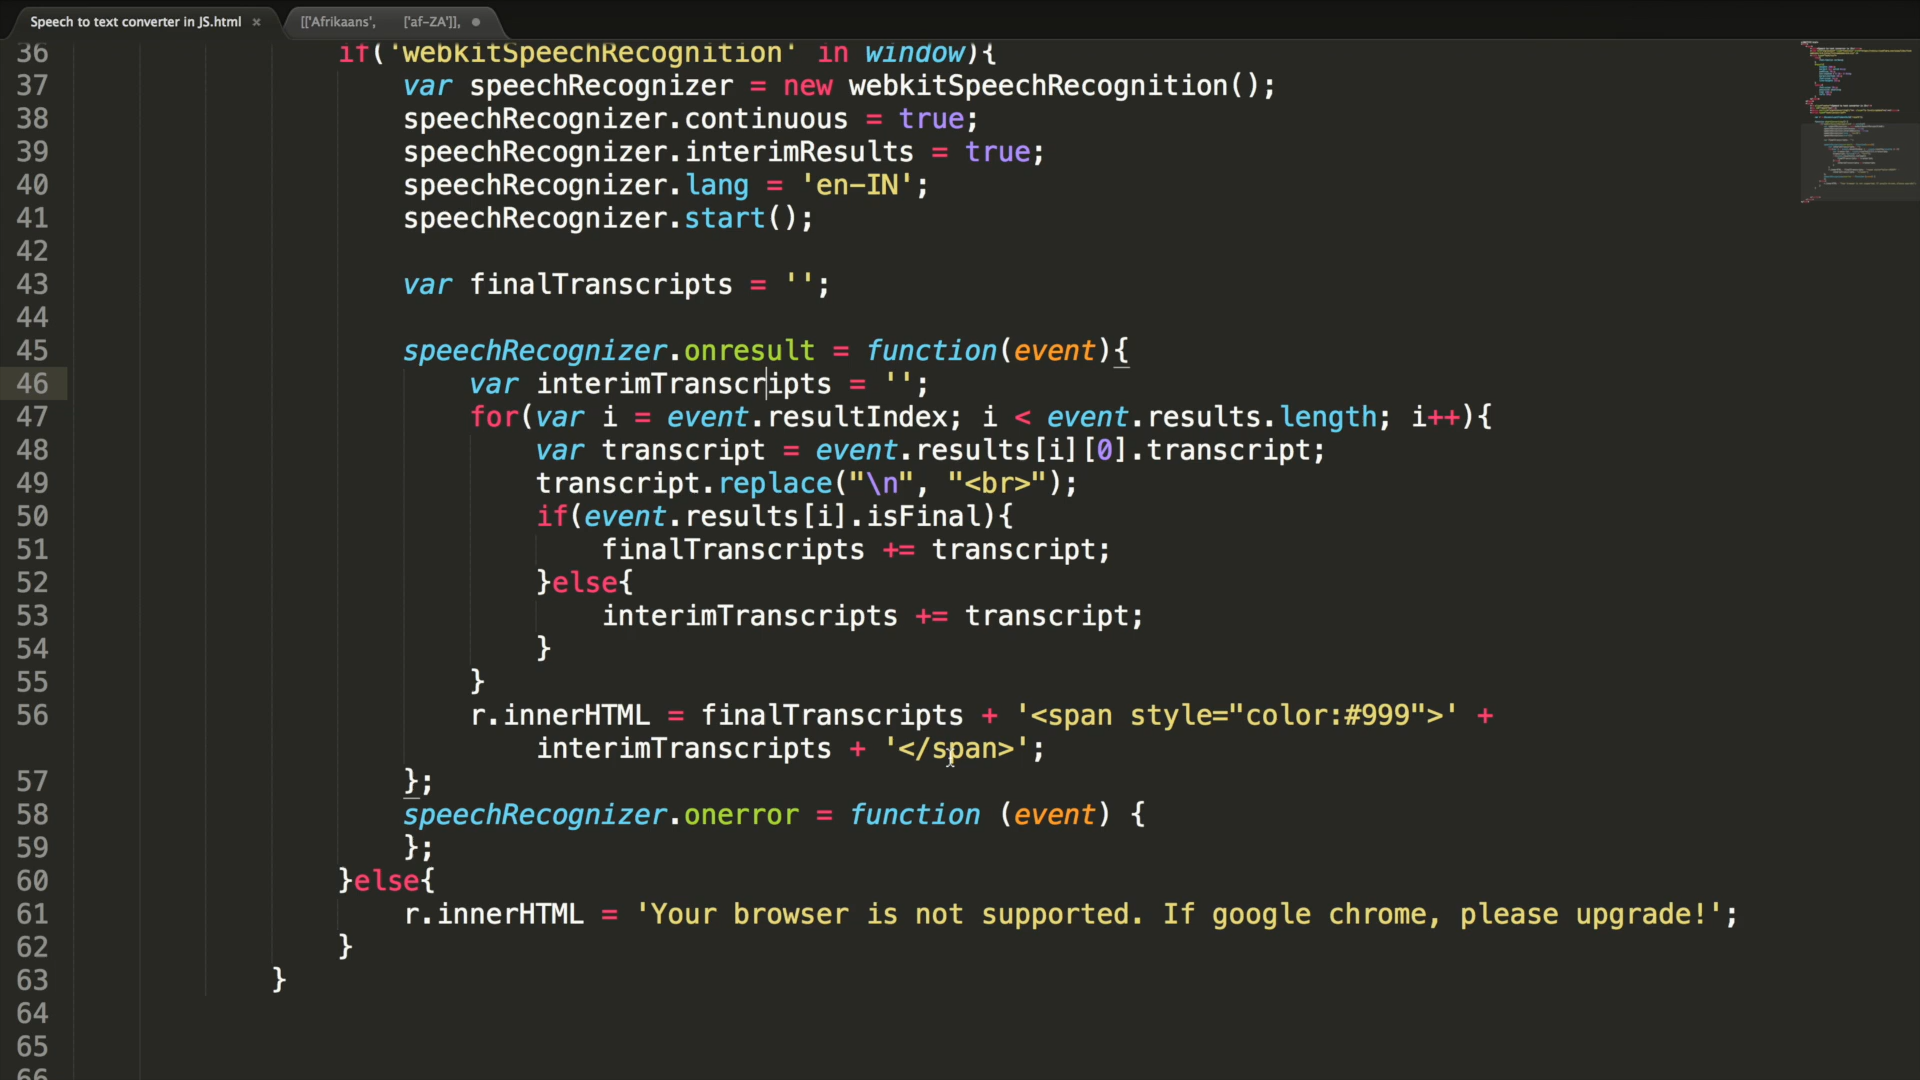 Speech to text converter in JS.html × [['Afrikaans', ['af-ZA']],
36 if('webkitSpeechRecognition' in window){
37 var speechRecognizer = new webkitSpeechRecognition();
38 speechRecognizer.continuous = true;
39 speechRecognizer.interimResults = true;
40 speechRecognizer.lang = 'en-IN';
41 speechRecognizer.start();
42
43 var finalTranscripts = '';
44
45 speechRecognizer.onresult = function(event){
46 var interimTranscripts = '';
47 for(var i = event.resultIndex; i < event.results.length; i++){
48 var transcript = event.results[i][0].transcript;
49 transcript.replace("\n", "<br>");
50 if(event.results[i].isFinal){
51 finalTranscripts += transcript;
52 }else{
53 interimTranscripts += transcript;
54 }
55 }
56 r.innerHTML = finalTranscripts + '<span style="color:#999">' +
interimTranscripts + '</span>';
57 };
58 speechRecognizer.onerror = function (event) {
59 };
60 }else{
61 r.innerHTML = 'Your browser is not supported. If google chrome, please upgrade!';
62 }
63 }
64
65
66